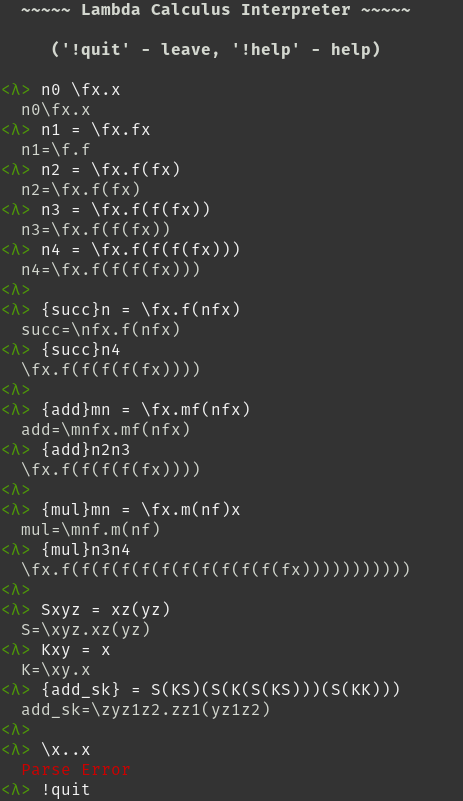 ~~~~~ Lambda Calculus Interpreter ~~~~~
('!quit' - leave, '!help' - help)
<λ> n0 \fx.x
n0\fx.x
<λ> n1 = \fx.fx
n1=\f.f
<λ> n2 = \fx.f(fx)
n2=\fx.f(fx)
<λ> n3 = \fx.f(f(fx))
n3=\fx.f(f(fx))
<λ> n4 = \fx.f(f(f(fx)))
n4=\fx.f(f(f(fx)))
<λ>
<λ> {succ}n = \fx.f(nfx)
succ=\nfx.f(nfx)
<λ> {succ}n4
\fx.f(f(f(f(fx))))
<λ>
<λ> {add}mn = \fx.mf(nfx)
add=\mnfx.mf(nfx)
<λ> {add}n2n3
\fx.f(f(f(f(fx))))
<λ>
<λ> {mul}mn = \fx.m(nf)x
mul=\mnf.m(nf)
<λ> {mul}n3n4
\fx.f(f(f(f(f(f(f(f(f(f(f(fx)))))))))))
<λ>
<λ> Sxyz = xz(yz)
S=\xyz.xz(yz)
<λ> Kxy = x
K=\xy.x
<λ> {add_sk} = S(KS)(S(K(S(KS)))(S(KK)))
add_sk=\zyz1z2.zz1(yz1z2)
<λ>
<λ> \x..x
Parse Error
<λ> !quit